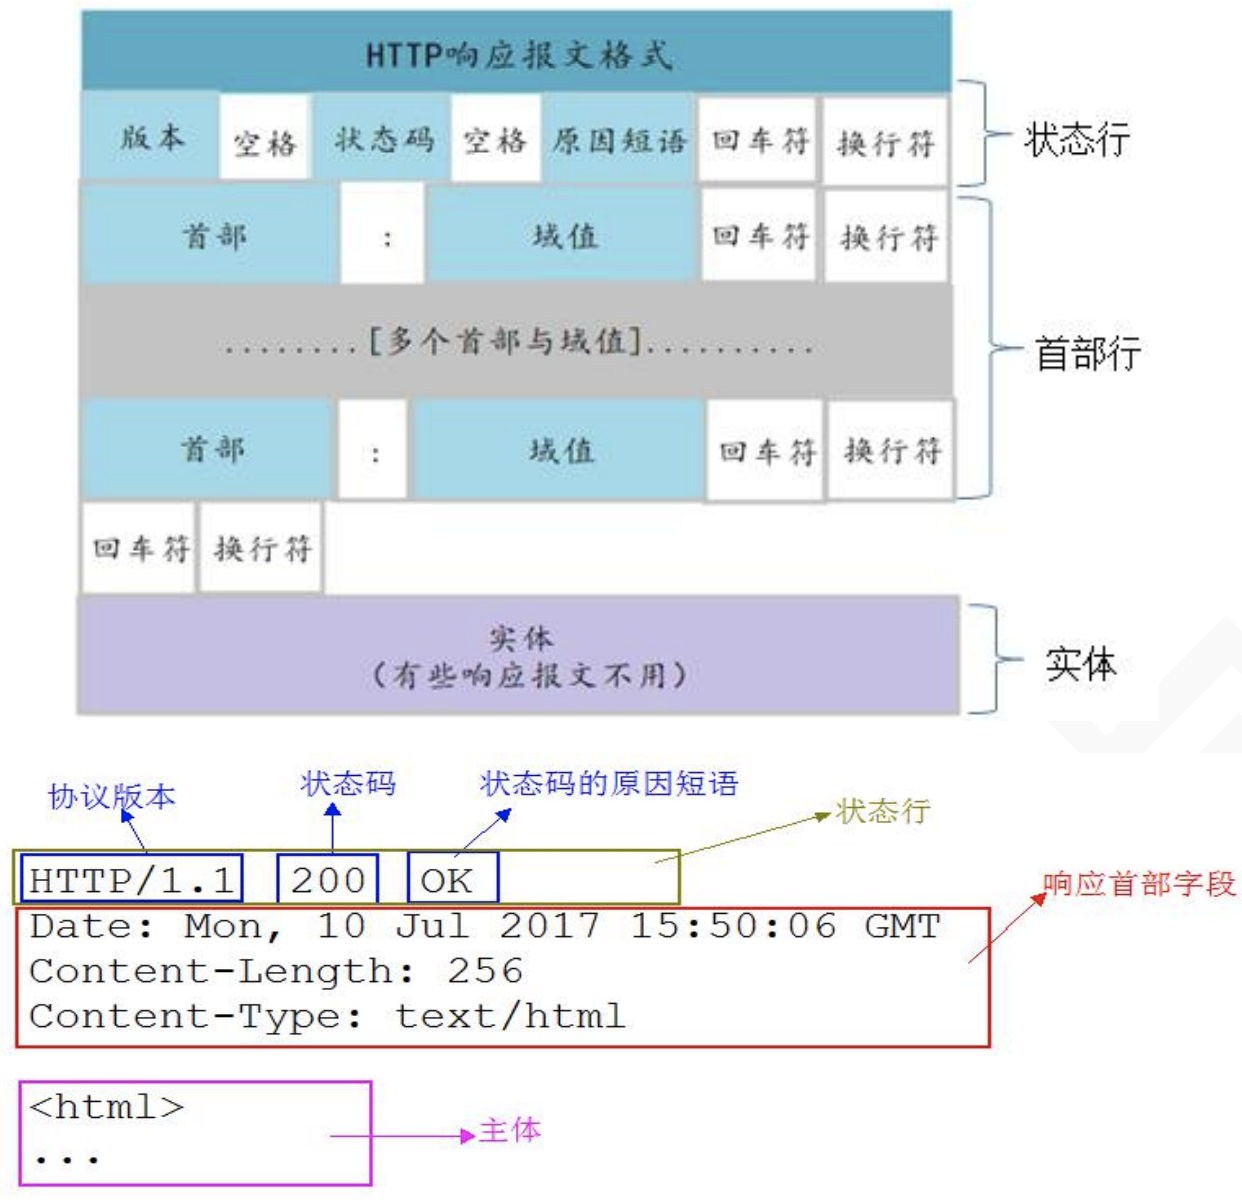 HTTP响应报文格式
版本 空格 状态码 空格 原因短语 回车符 换行符 状态行
首部 : 域值 回车符 换行符
........[多个首部与域值]........... 首部行
首部 : 域值 回车符 换行符
回车符 换行符
实体
(有些响应报文不用) 实体
协议版本 状态码 状态码的原因短语
状态行
HTTP/1.1 200 OK
响应首部字段
Date: Mon, 10 Jul 2017 15:50:06 GMT
Content-Length: 256
Content-Type: text/html
<html>
主体
...